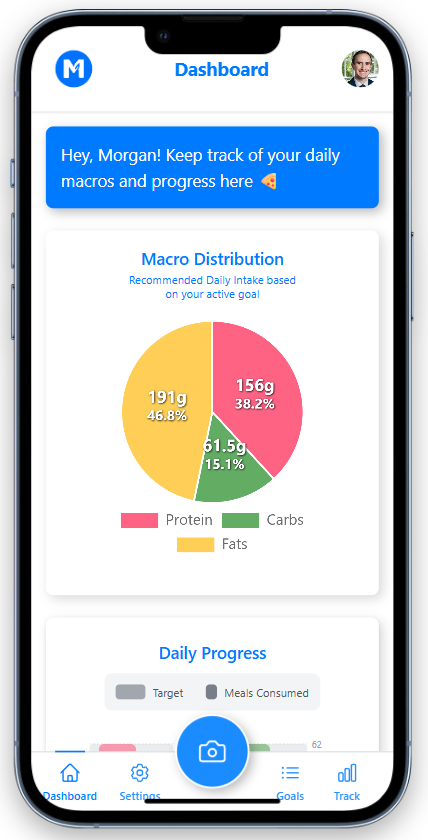 M
Dashboard
Hey, Morgan! Keep track of your daily
macros and progress here 🍕
Macro Distribution
Recommended Daily Intake based
on your active goal
191g
46.8%
156g
38.2%
61.5g
15.1%
Protein
Carbs
Fats
Daily Progress
Target
Meals Consumed
62
Dashboard
Settings
Goals
Track